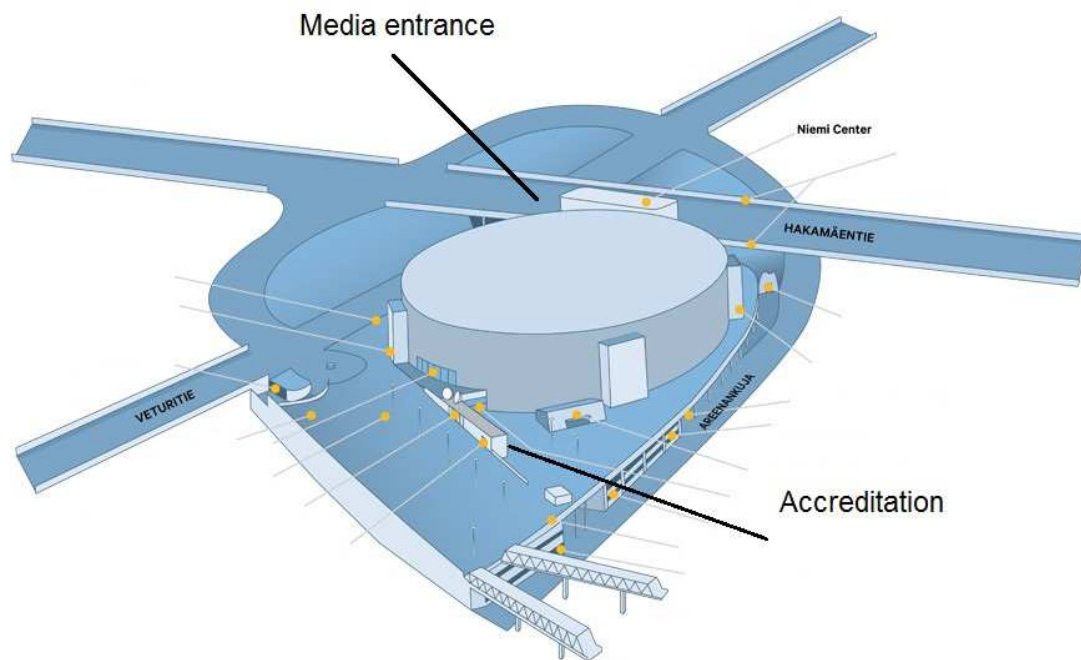 Media entrance
Niemi Center
HAKAMÄENTIE
VETURITIE
AREENANKUJA
Accreditation